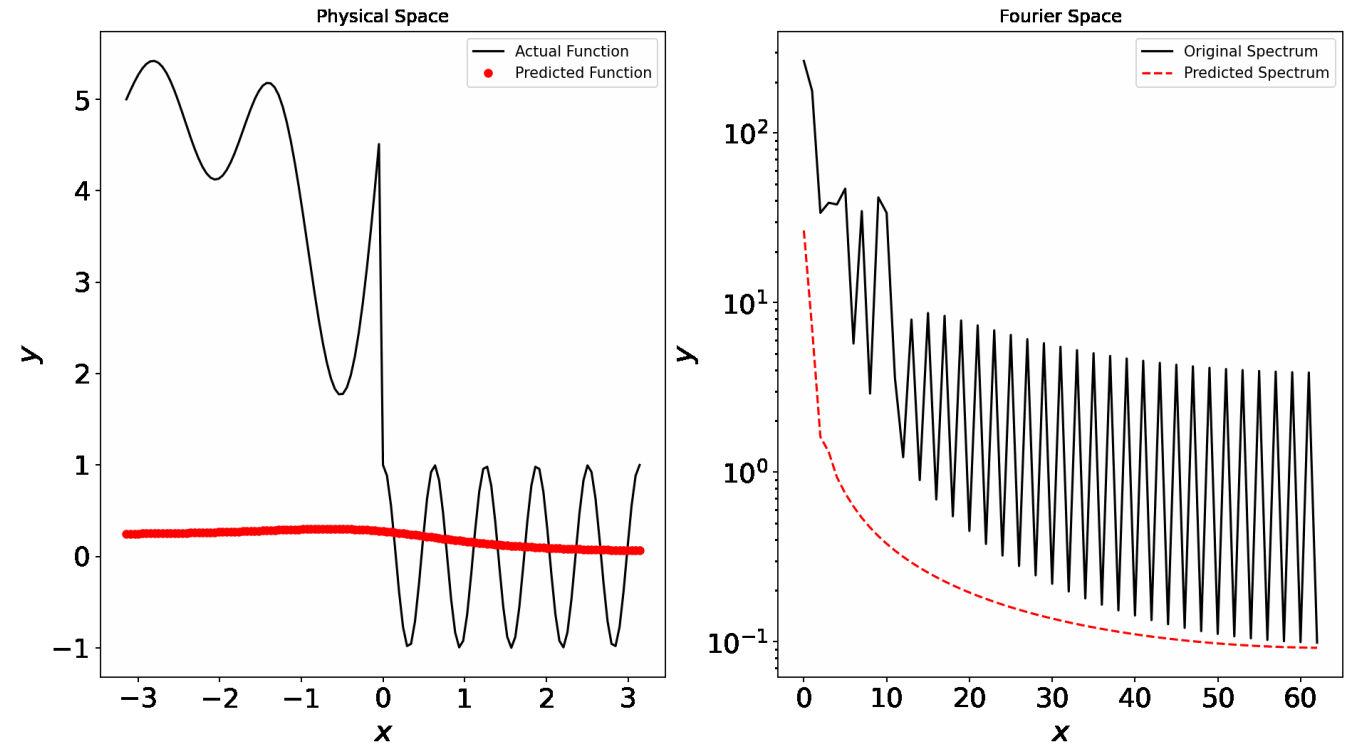 Physical Space
Actual Function
Predicted Function
5
4
3
2
1
0
−1
y
−3 −2 −1 0 1 2 3
x
Fourier Space
Original Spectrum
Predicted Spectrum
10²
10¹
10⁰
10⁻¹
y
0 10 20 30 40 50 60
x